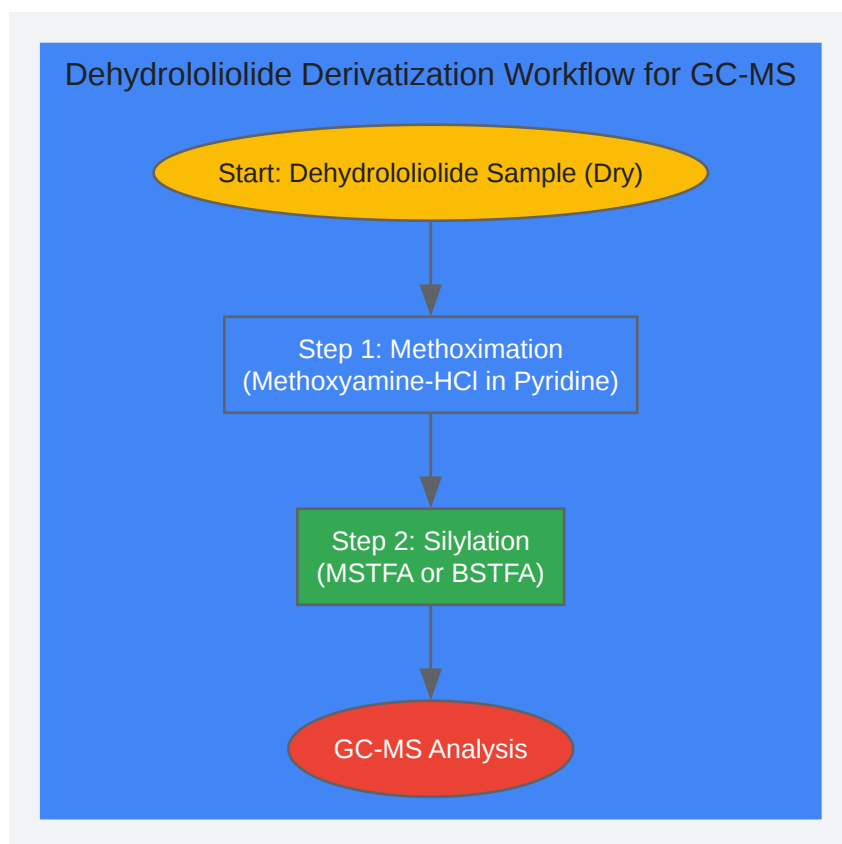 Dehydrololiolide Derivatization Workflow for GC-MS
Start: Dehydrololiolide Sample (Dry)
Step 1: Methoximation
(Methoxyamine-HCl in Pyridine)
Step 2: Silylation
(MSTFA or BSTFA)
GC-MS Analysis